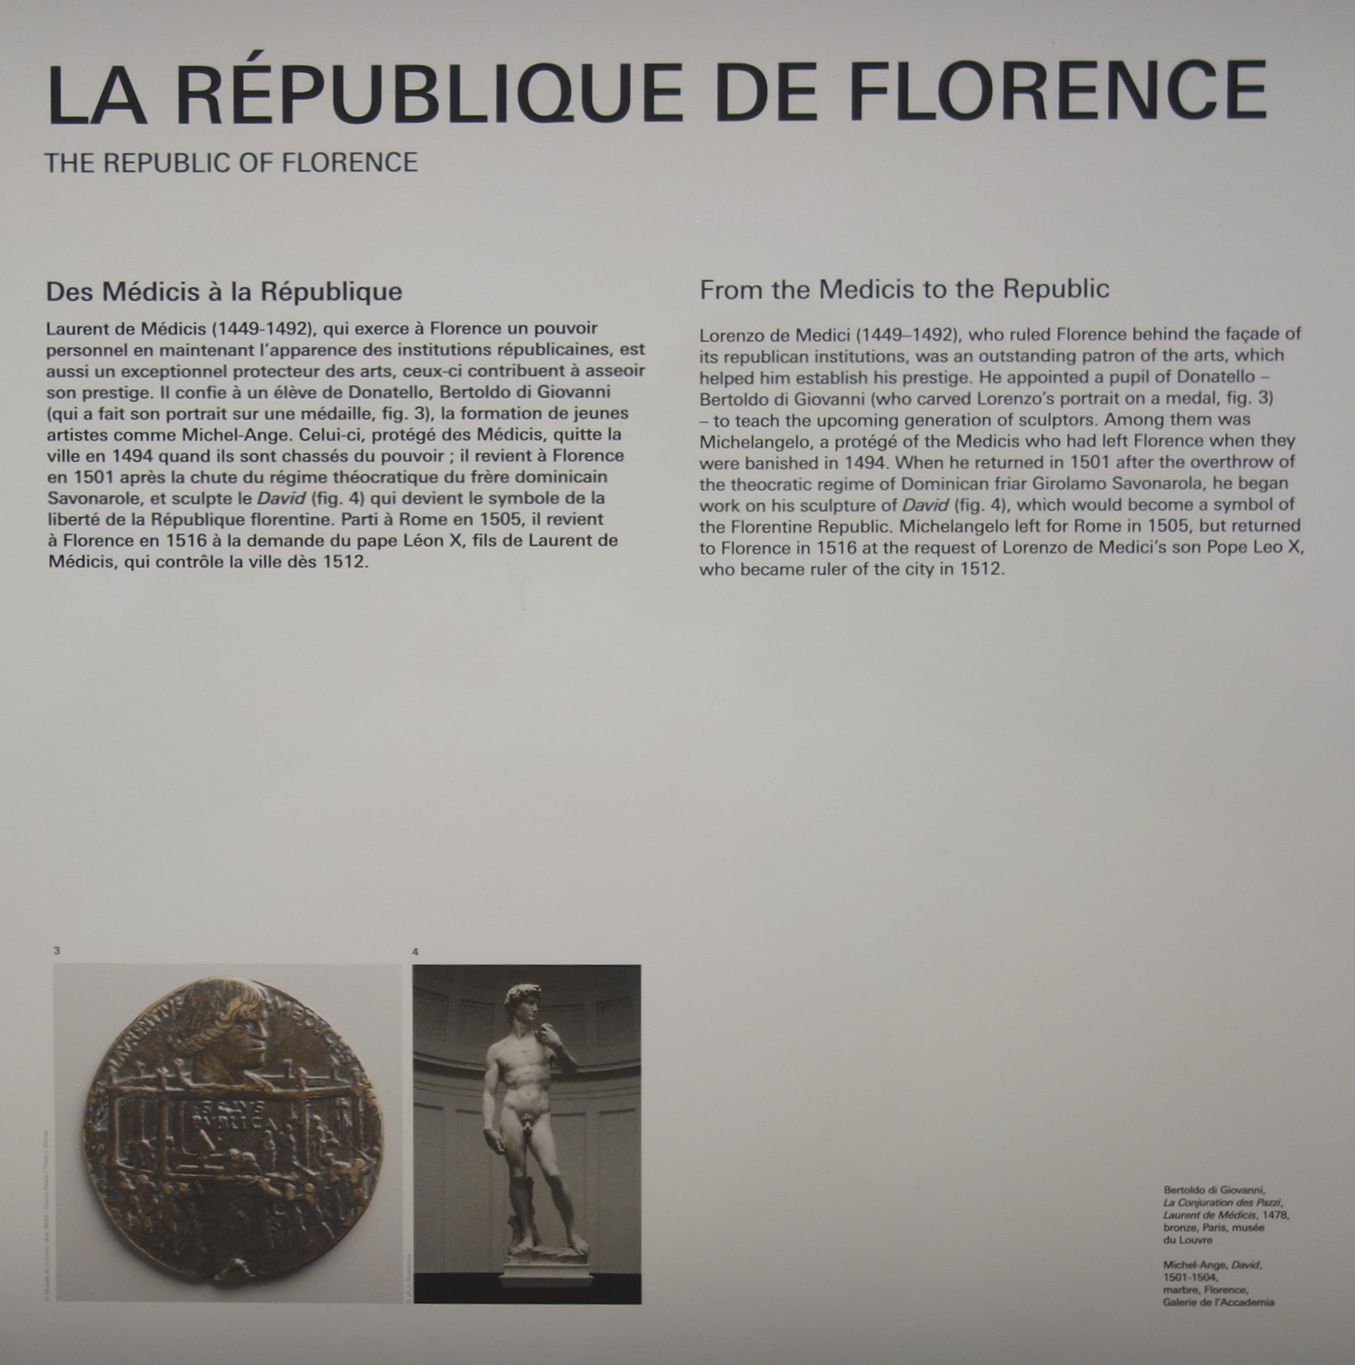 LA RÉPUBLIQUE DE FLORENCE
THE REPUBLIC OF FLORENCE
Des Médicis à la République
Laurent de Médicis (1449-1492), qui exerce à Florence un pouvoir
personnel en maintenant l'apparence des institutions républicaines, est
aussi un exceptionnel protecteur des arts, ceux-ci contribuent à asseoir
son prestige. Il confie à un élève de Donatello, Bertoldo di Giovanni
(qui a fait son portrait sur une médaille, fig. 3), la formation de jeunes
artistes comme Michel-Ange. Celui-ci, protégé des Médicis, quitte la
ville en 1494 quand ils sont chassés du pouvoir ; il revient à Florence
en 1501 après la chute du régime théocratique du frère dominicain
Savonarole, et sculpte le David (fig. 4) qui devient le symbole de la
liberté de la République florentine. Parti à Rome en 1505, il revient
à Florence en 1516 à la demande du pape Léon X, fils de Laurent de
Médicis, qui contrôle la ville dès 1512.
From the Medicis to the Republic
Lorenzo de Medici (1449–1492), who ruled Florence behind the façade of
its republican institutions, was an outstanding patron of the arts, which
helped him establish his prestige. He appointed a pupil of Donatello –
Bertoldo di Giovanni (who carved Lorenzo's portrait on a medal, fig. 3)
– to teach the upcoming generation of sculptors. Among them was
Michelangelo, a protégé of the Medicis who had left Florence when they
were banished in 1494. When he returned in 1501 after the overthrow of
the theocratic regime of Dominican friar Girolamo Savonarola, he began
work on his sculpture of David (fig. 4), which would become a symbol of
the Florentine Republic. Michelangelo left for Rome in 1505, but returned
to Florence in 1516 at the request of Lorenzo de Medici's son Pope Leo X,
who became ruler of the city in 1512.
3
4
Bertoldo di Giovanni,
La Conjuration des Pazzi,
Laurent de Médicis, 1478,
bronze, Paris, musée
du Louvre
Michel-Ange, David,
1501-1504,
marbre, Florence,
Galerie de l'Accademia